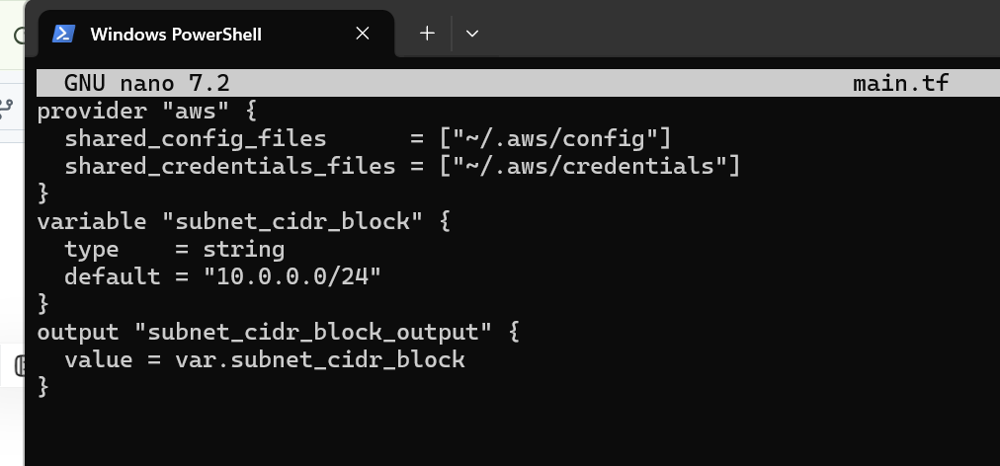 Windows PowerShell
GNU nano 7.2 main.tf
provider "aws" {
  shared_config_files      = ["~/.aws/config"]
  shared_credentials_files = ["~/.aws/credentials"]
}
variable "subnet_cidr_block" {
  type    = string
  default = "10.0.0.0/24"
}
output "subnet_cidr_block_output" {
  value = var.subnet_cidr_block
}